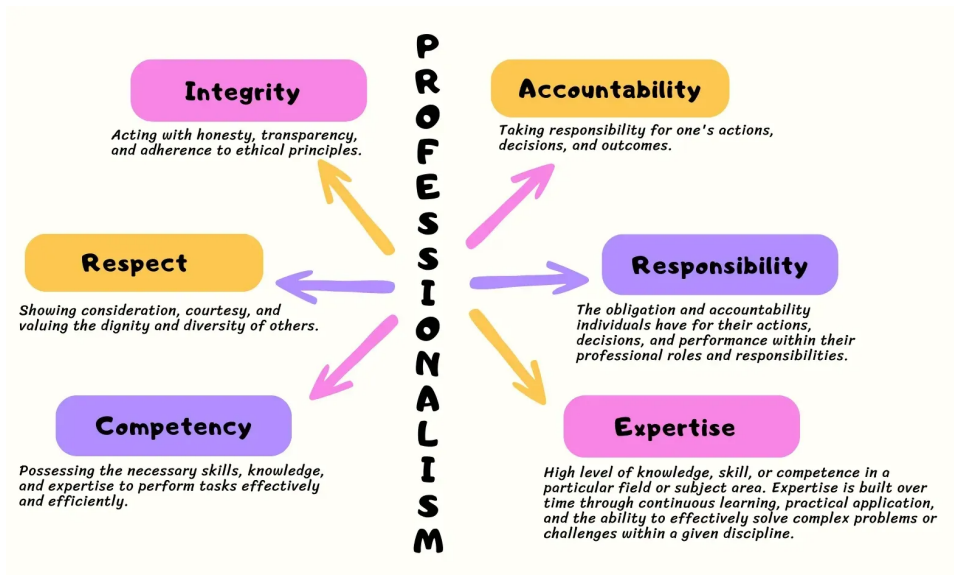 PROFESSIONALISM
Integrity
Acting with honesty, transparency,
and adherence to ethical principles.
Respect
Showing consideration, courtesy, and
valuing the dignity and diversity of others.
Competency
Possessing the necessary skills, knowledge,
and expertise to perform tasks effectively
and efficiently.
Accountability
Taking responsibility for one's actions,
decisions, and outcomes.
Responsibility
The obligation and accountability
individuals have for their actions,
decisions, and performance within their
professional roles and responsibilities.
Expertise
High level of knowledge, skill, or competence in a
particular field or subject area. Expertise is built over
time through continuous learning, practical application,
and the ability to effectively solve complex problems or
challenges within a given discipline.